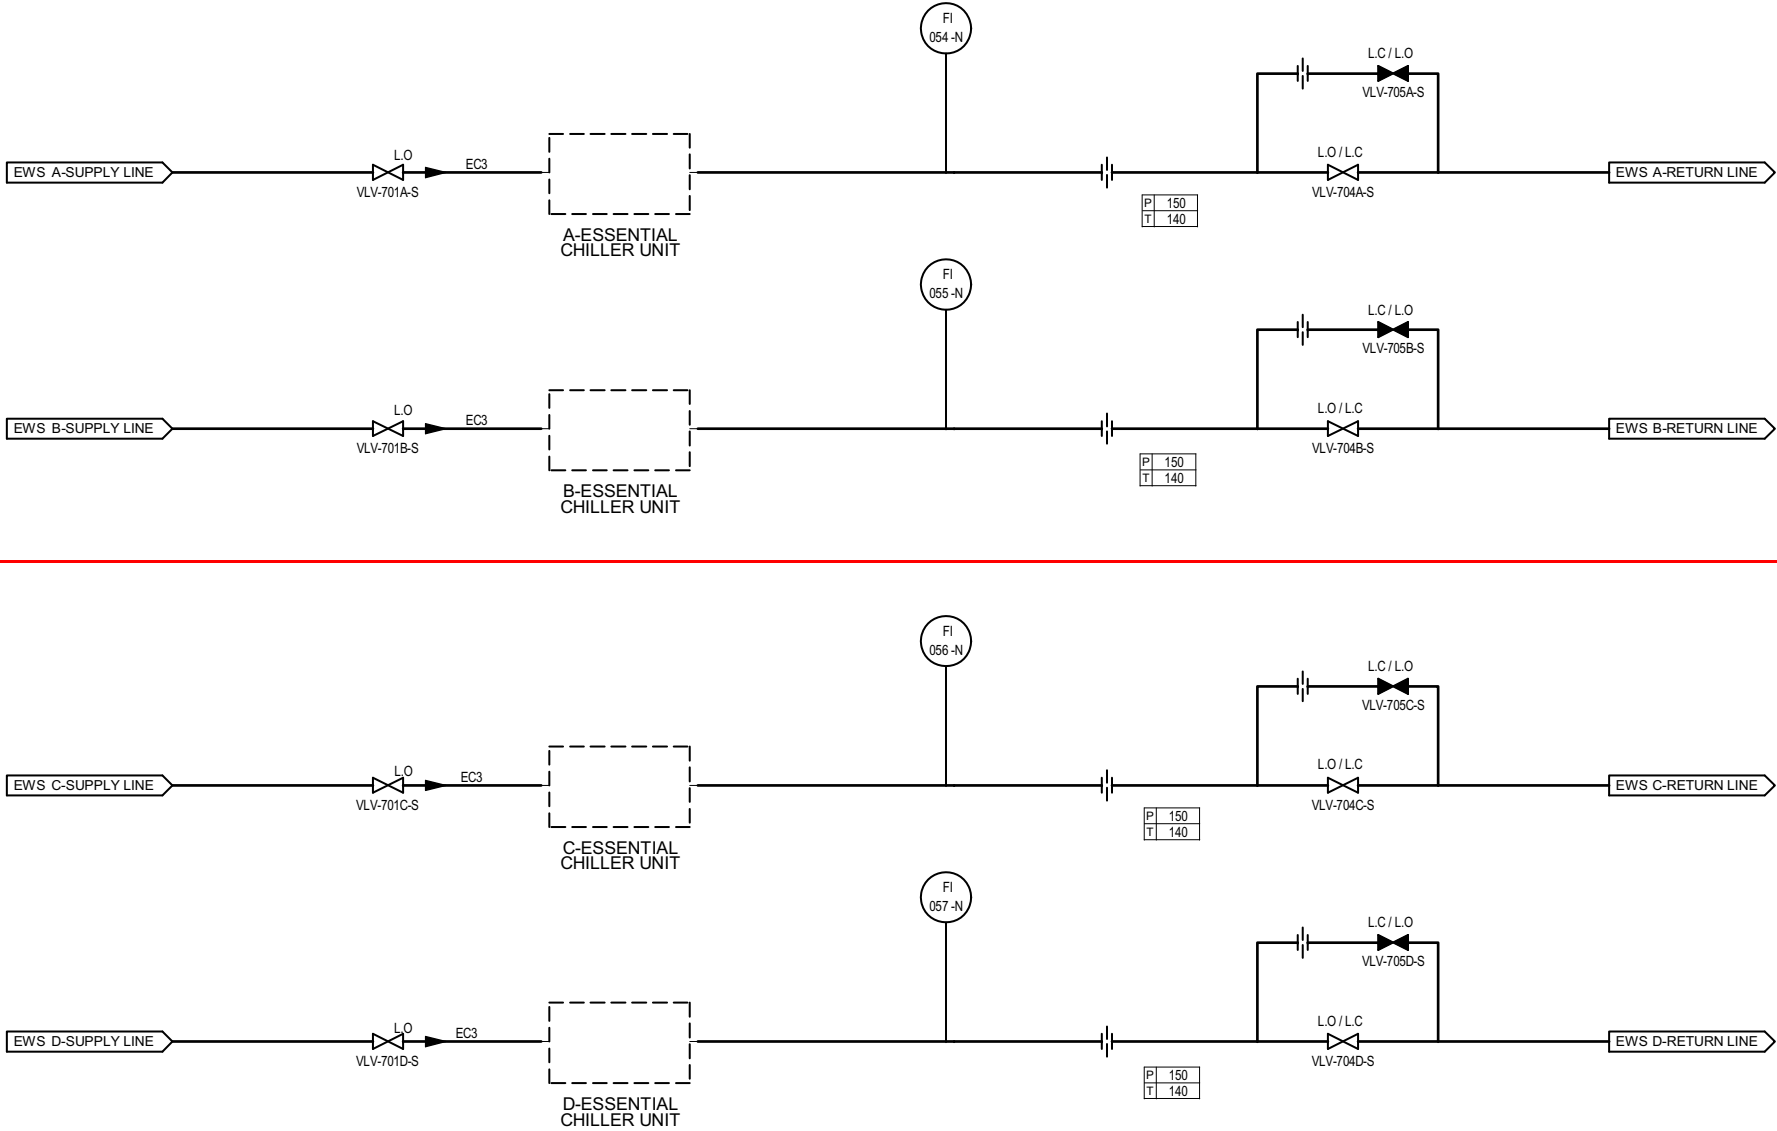 FI
054 -N
L.C / L.O
VLV-705A-S
EWS A-SUPPLY LINE
L.O
VLV-701A-S
EC3
L.O / L.C
VLV-704A-S
EWS A-RETURN LINE
P 150
T 140
A-ESSENTIAL
CHILLER UNIT
FI
055 -N
L.C / L.O
VLV-705B-S
EWS B-SUPPLY LINE
L.O
VLV-701B-S
EC3
L.O / L.C
VLV-704B-S
EWS B-RETURN LINE
P 150
T 140
B-ESSENTIAL
CHILLER UNIT
FI
056 -N
L.C / L.O
VLV-705C-S
EWS C-SUPPLY LINE
L.O
VLV-701C-S
EC3
L.O / L.C
VLV-704C-S
EWS C-RETURN LINE
P 150
T 140
C-ESSENTIAL
CHILLER UNIT
FI
057 -N
L.C / L.O
VLV-705D-S
EWS D-SUPPLY LINE
L.O
VLV-701D-S
EC3
L.O / L.C
VLV-704D-S
EWS D-RETURN LINE
P 150
T 140
D-ESSENTIAL
CHILLER UNIT